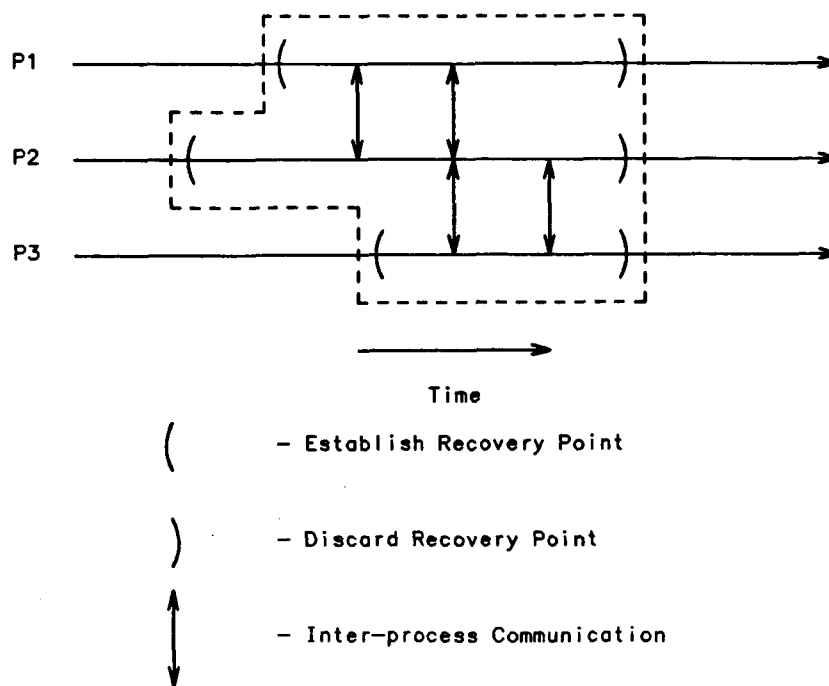 P1
P2
P3
Time
( - Establish Recovery Point
) - Discard Recovery Point
- Inter-process Communication